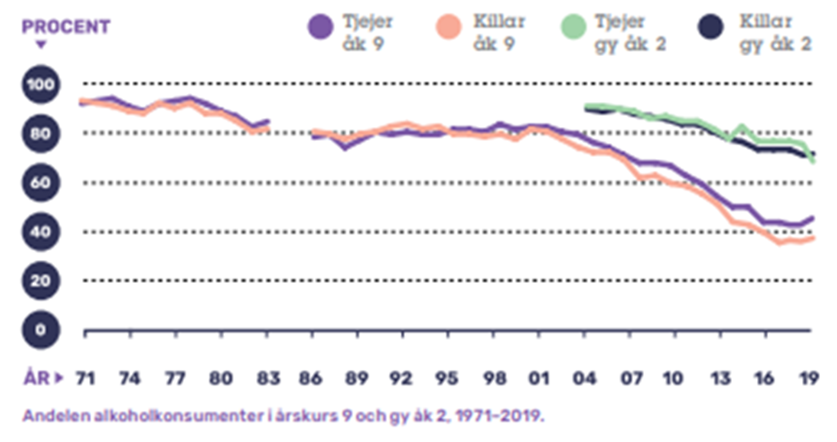 PROCENT
Tjejer åk 9
Killar åk 9
Tjejer gy åk 2
Killar gy åk 2
100
80
60
40
20
0
ÅR 71 74 77 80 83 86 89 92 95 98 01 04 07 10 13 16 19
Andelen alkoholkonsumenter i årskurs 9 och gy åk 2, 1971–2019.